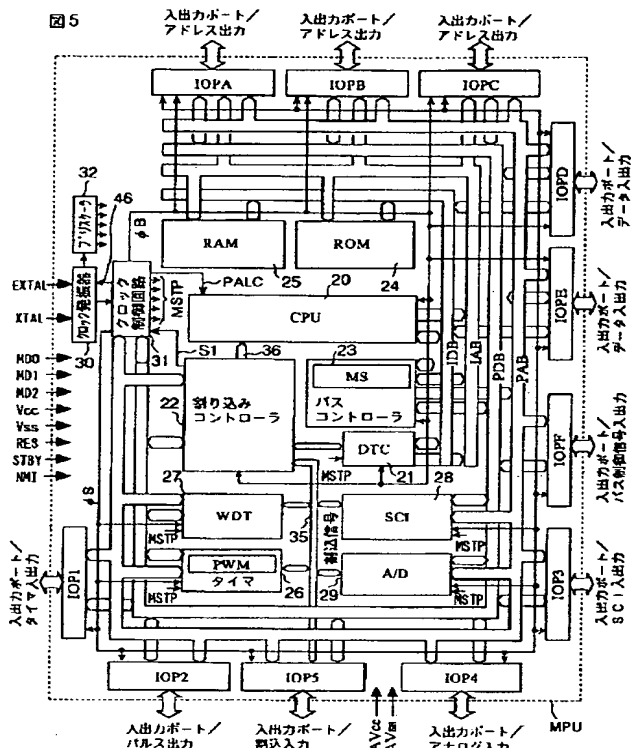 図5
入出力ポート/
アドレス出力
入出力ポート/
アドレス出力
入出力ポート/
アドレス出力
IOPA
IOPB
IOPC
32
プリスケーラ
46
φB
RAM
25
ROM
24
IOPD
入出力ポート/
データ入出力
EXTAL
XTAL
クロック発振器
30
クロック
制御回路
31
MSTP
PALC
20
CPU
IDB
IAB
PDB
PAB
IOPE
入出力ポート/
データ入出力
MD0
MD1
MD2
Vcc
Vss
RES
STBY
NMI
S1
36
22
割り込み
コントローラ
23
MS
バス
コントローラ
DTC
21
MSTP
IOPF
入出力ポート/
バス制御信号入出力
φ
27
WDT
MSTP
35
割込信号
28
SCI
MSTP
PWM
タイマ
26
MSTP
29
A/D
MSTP
IOP1
入出力ポート/
タイマ入出力
IOP3
入出力ポート/
SCI入出力
IOP2
IOP5
IOP4
入出力ポート/
パルス出力
入出力ポート/
割込入力
AVcc
AVss
入出力ポート/
アナログ入力
MPU